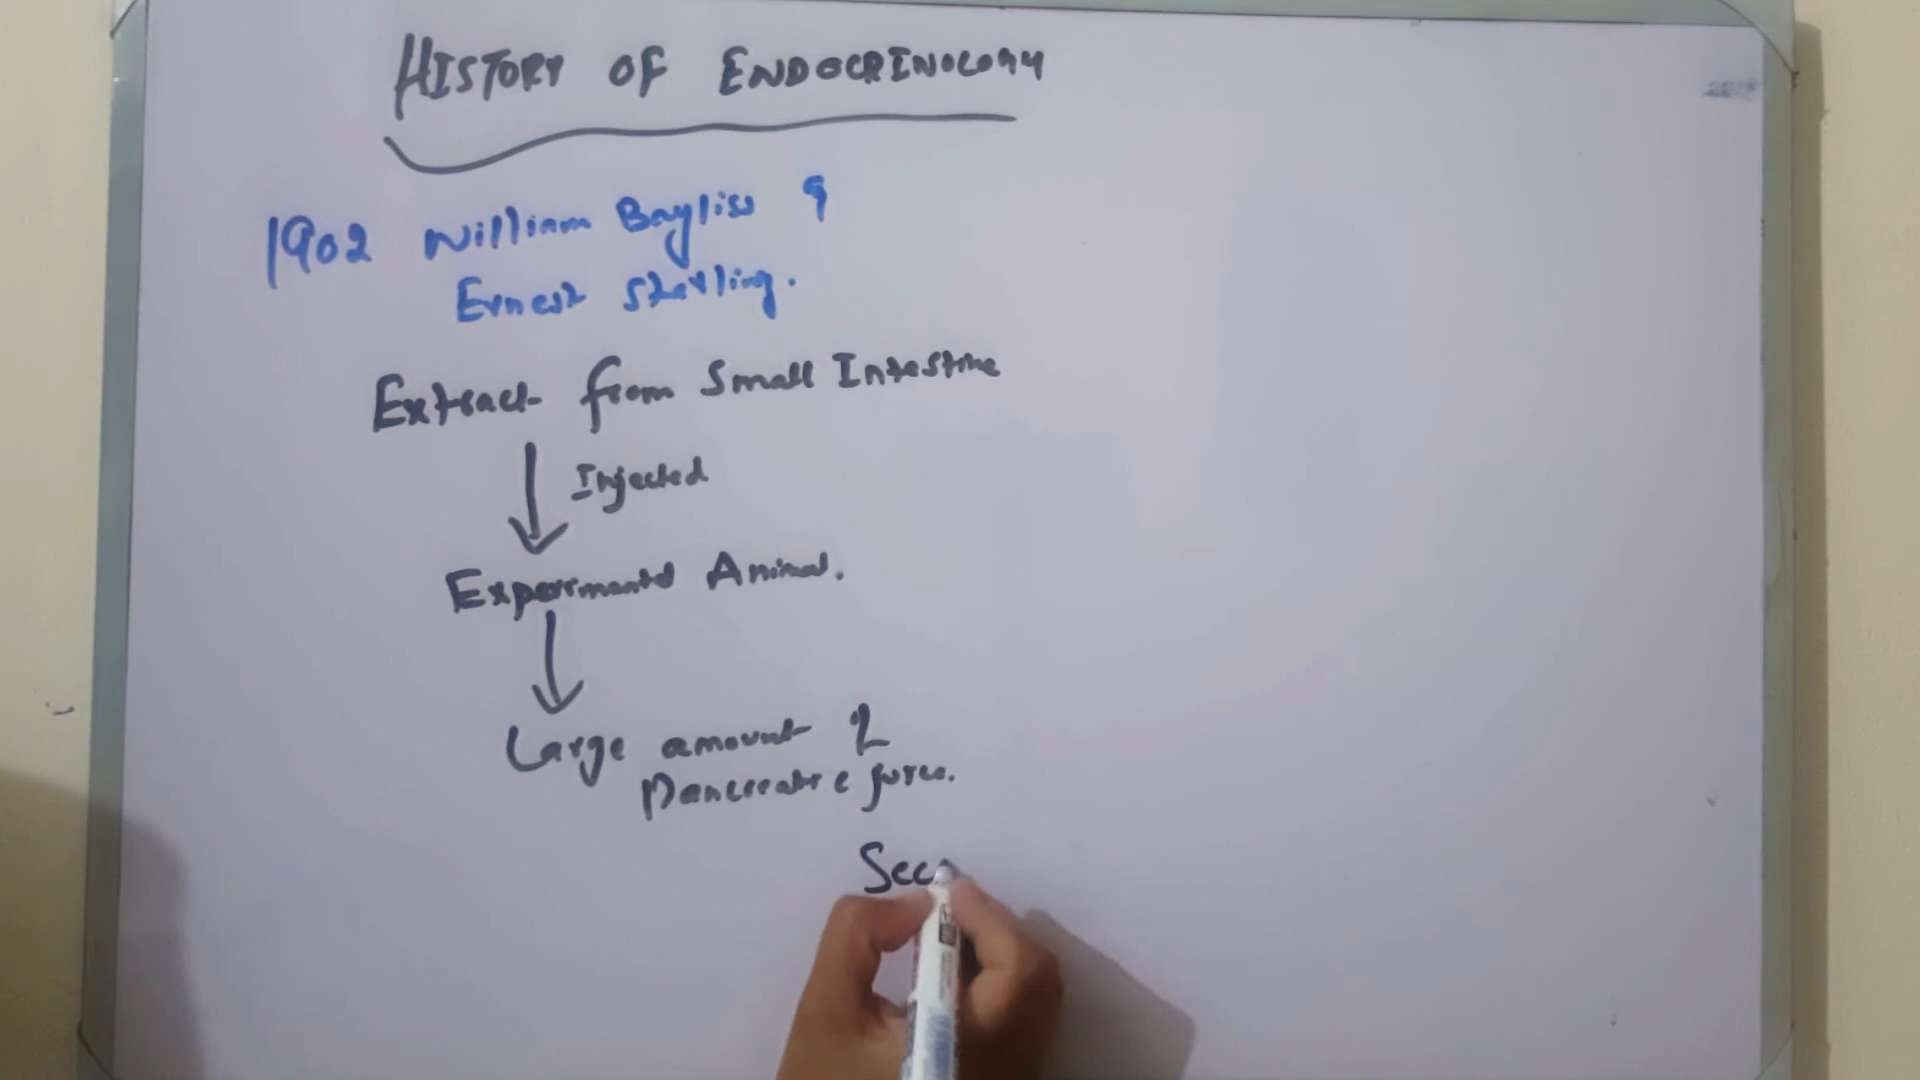 HISTORY OF ENDOCRINOLOGY
1902 William Bayliss &
Ernest Starling.
Extract from Small Intestine
Injected
Experimental Animal.
Large amount of
Pancreatic juice.
Sec